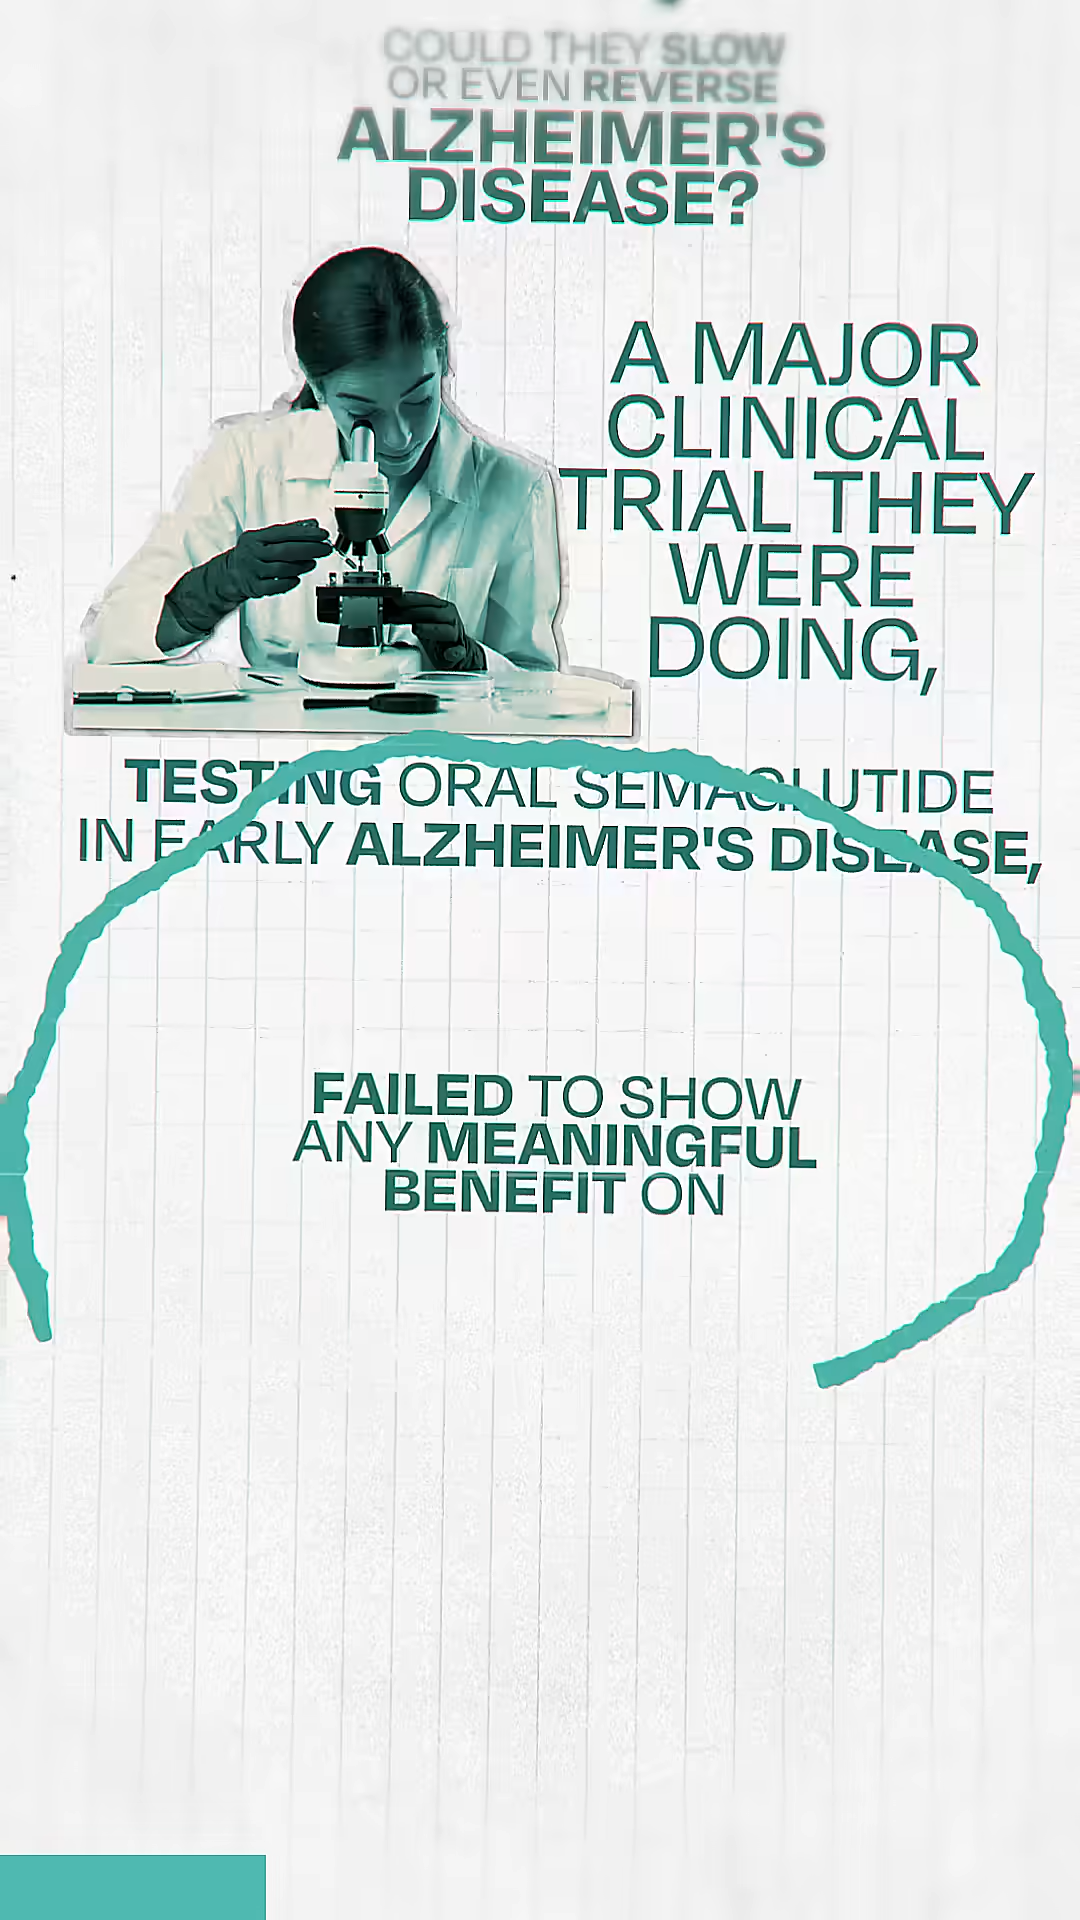 COULD THEY SLOW
OR EVEN REVERSE
ALZHEIMER'S
DISEASE?
A MAJOR
CLINICAL
TRIAL THEY
WERE
DOING,
TESTING ORAL SEMAGLUTIDE
IN EARLY ALZHEIMER'S DISEASE,
FAILED TO SHOW
ANY MEANINGFUL
BENEFIT ON